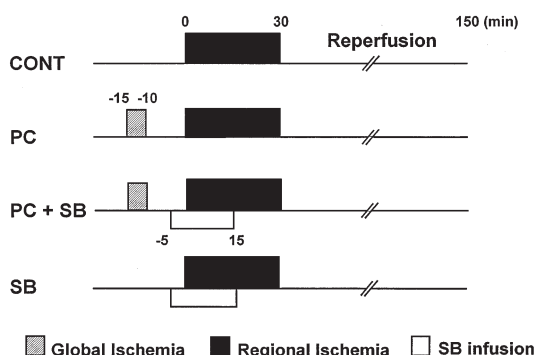 0 30 150 (min)
Reperfusion
CONT
-15 -10
PC
PC + SB
-5 15
SB
Global Ischemia Regional Ischemia SB infusion